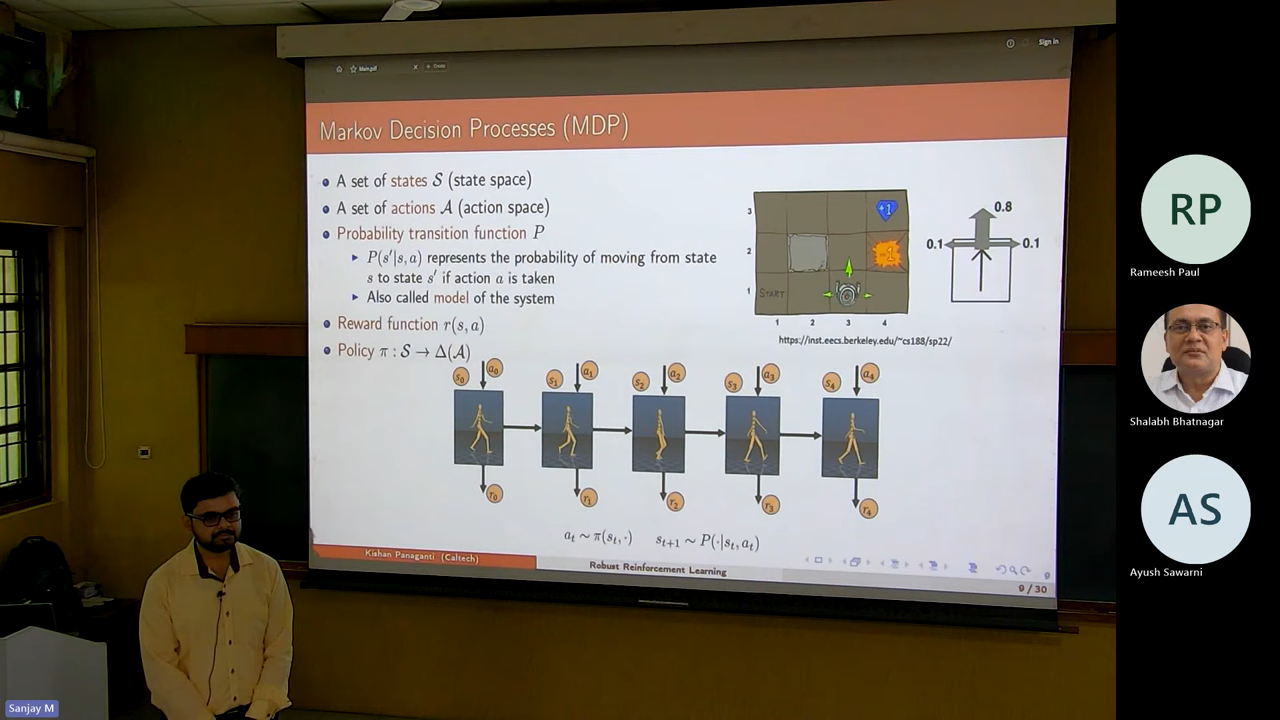 Main.pdf
Create
Sign in
Markov Decision Processes (MDP)
A set of states S (state space)
A set of actions A (action space)
Probability transition function P
P(s'|s, a) represents the probability of moving from state
s to state s' if action a is taken
Also called model of the system
Reward function r(s, a)
Policy π : S → Δ(A)
3
2
1
+1
-1
START
1 2 3 4
0.8
0.1 0.1
https://inst.eecs.berkeley.edu/~cs188/sp22/
s0 a0 s1 a1 s2 a2 s3 a3 s4 a4
r0 r1 r2 r3 r4
at ~ π(st, ·) st+1 ~ P(·|st, at)
Kishan Panaganti (Caltech)
Robust Reinforcement Learning
9 / 30
9
RP
Rameesh Paul
Shalabh Bhatnagar
AS
Ayush Sawarni
Sanjay M